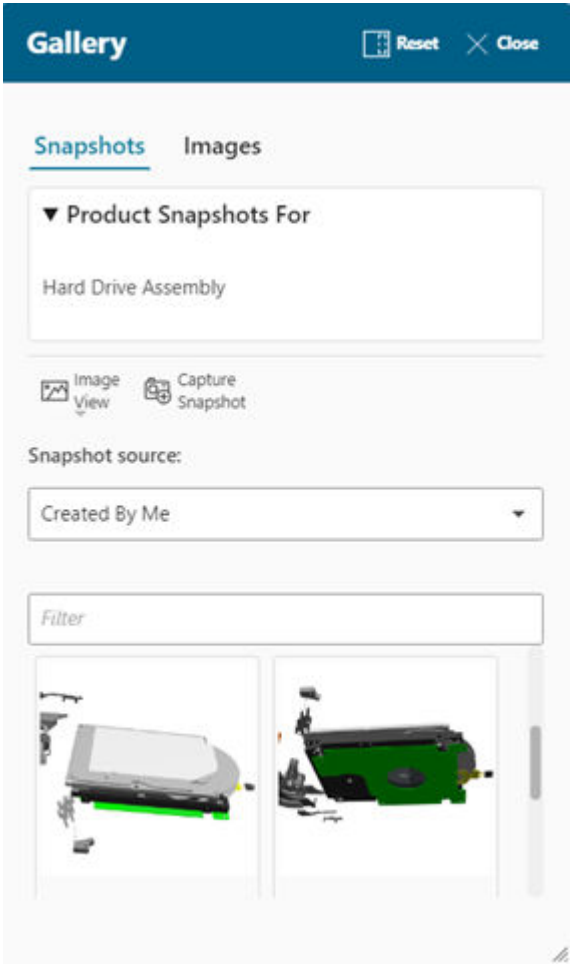 Gallery
Reset
Close
Snapshots
Images
▼ Product Snapshots For
Hard Drive Assembly
Image
View
Capture
Snapshot
Snapshot source:
Created By Me
Filter